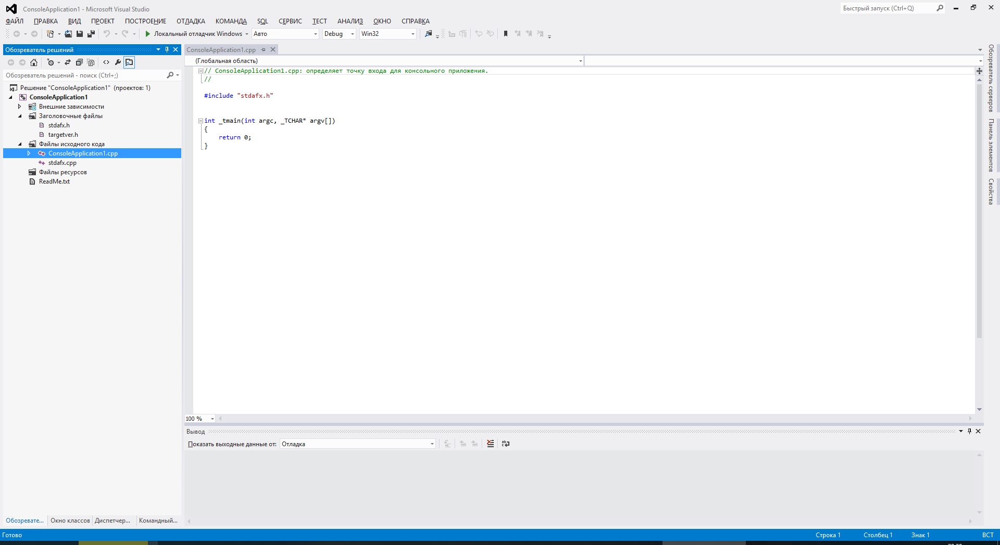 ConsoleApplication1 - Microsoft Visual Studio
Быстрый запуск (Ctrl+Q)
ФАЙЛ ПРАВКА ВИД ПРОЕКТ ПОСТРОЕНИЕ ОТЛАДКА КОМАНДА SQL СЕРВИС ТЕСТ АНАЛИЗ ОКНО СПРАВКА
Локальный отладчик Windows Авто Debug Win32
Обозреватель решений
Обозреватель решений - поиск (Ctrl+;)
Решение "ConsoleApplication1" (проектов: 1)
ConsoleApplication1
Внешние зависимости
Заголовочные файлы
stdafx.h
targetver.h
Файлы исходного кода
ConsoleApplication1.cpp
stdafx.cpp
Файлы ресурсов
ReadMe.txt
Обозревате... Окно классов Диспетчер... Командный...
ConsoleApplication1.cpp
(Глобальная область)
// ConsoleApplication1.cpp: определяет точку входа для консольного приложения.
//
#include "stdafx.h"
int _tmain(int argc, _TCHAR* argv[])
{
return 0;
}
100 %
Вывод
Показать выходные данные от: Отладка
Обозреватель серверов
Панель элементов
Свойства
Готово
Строка 1 Столбец 1 Знак 1 ВСТ